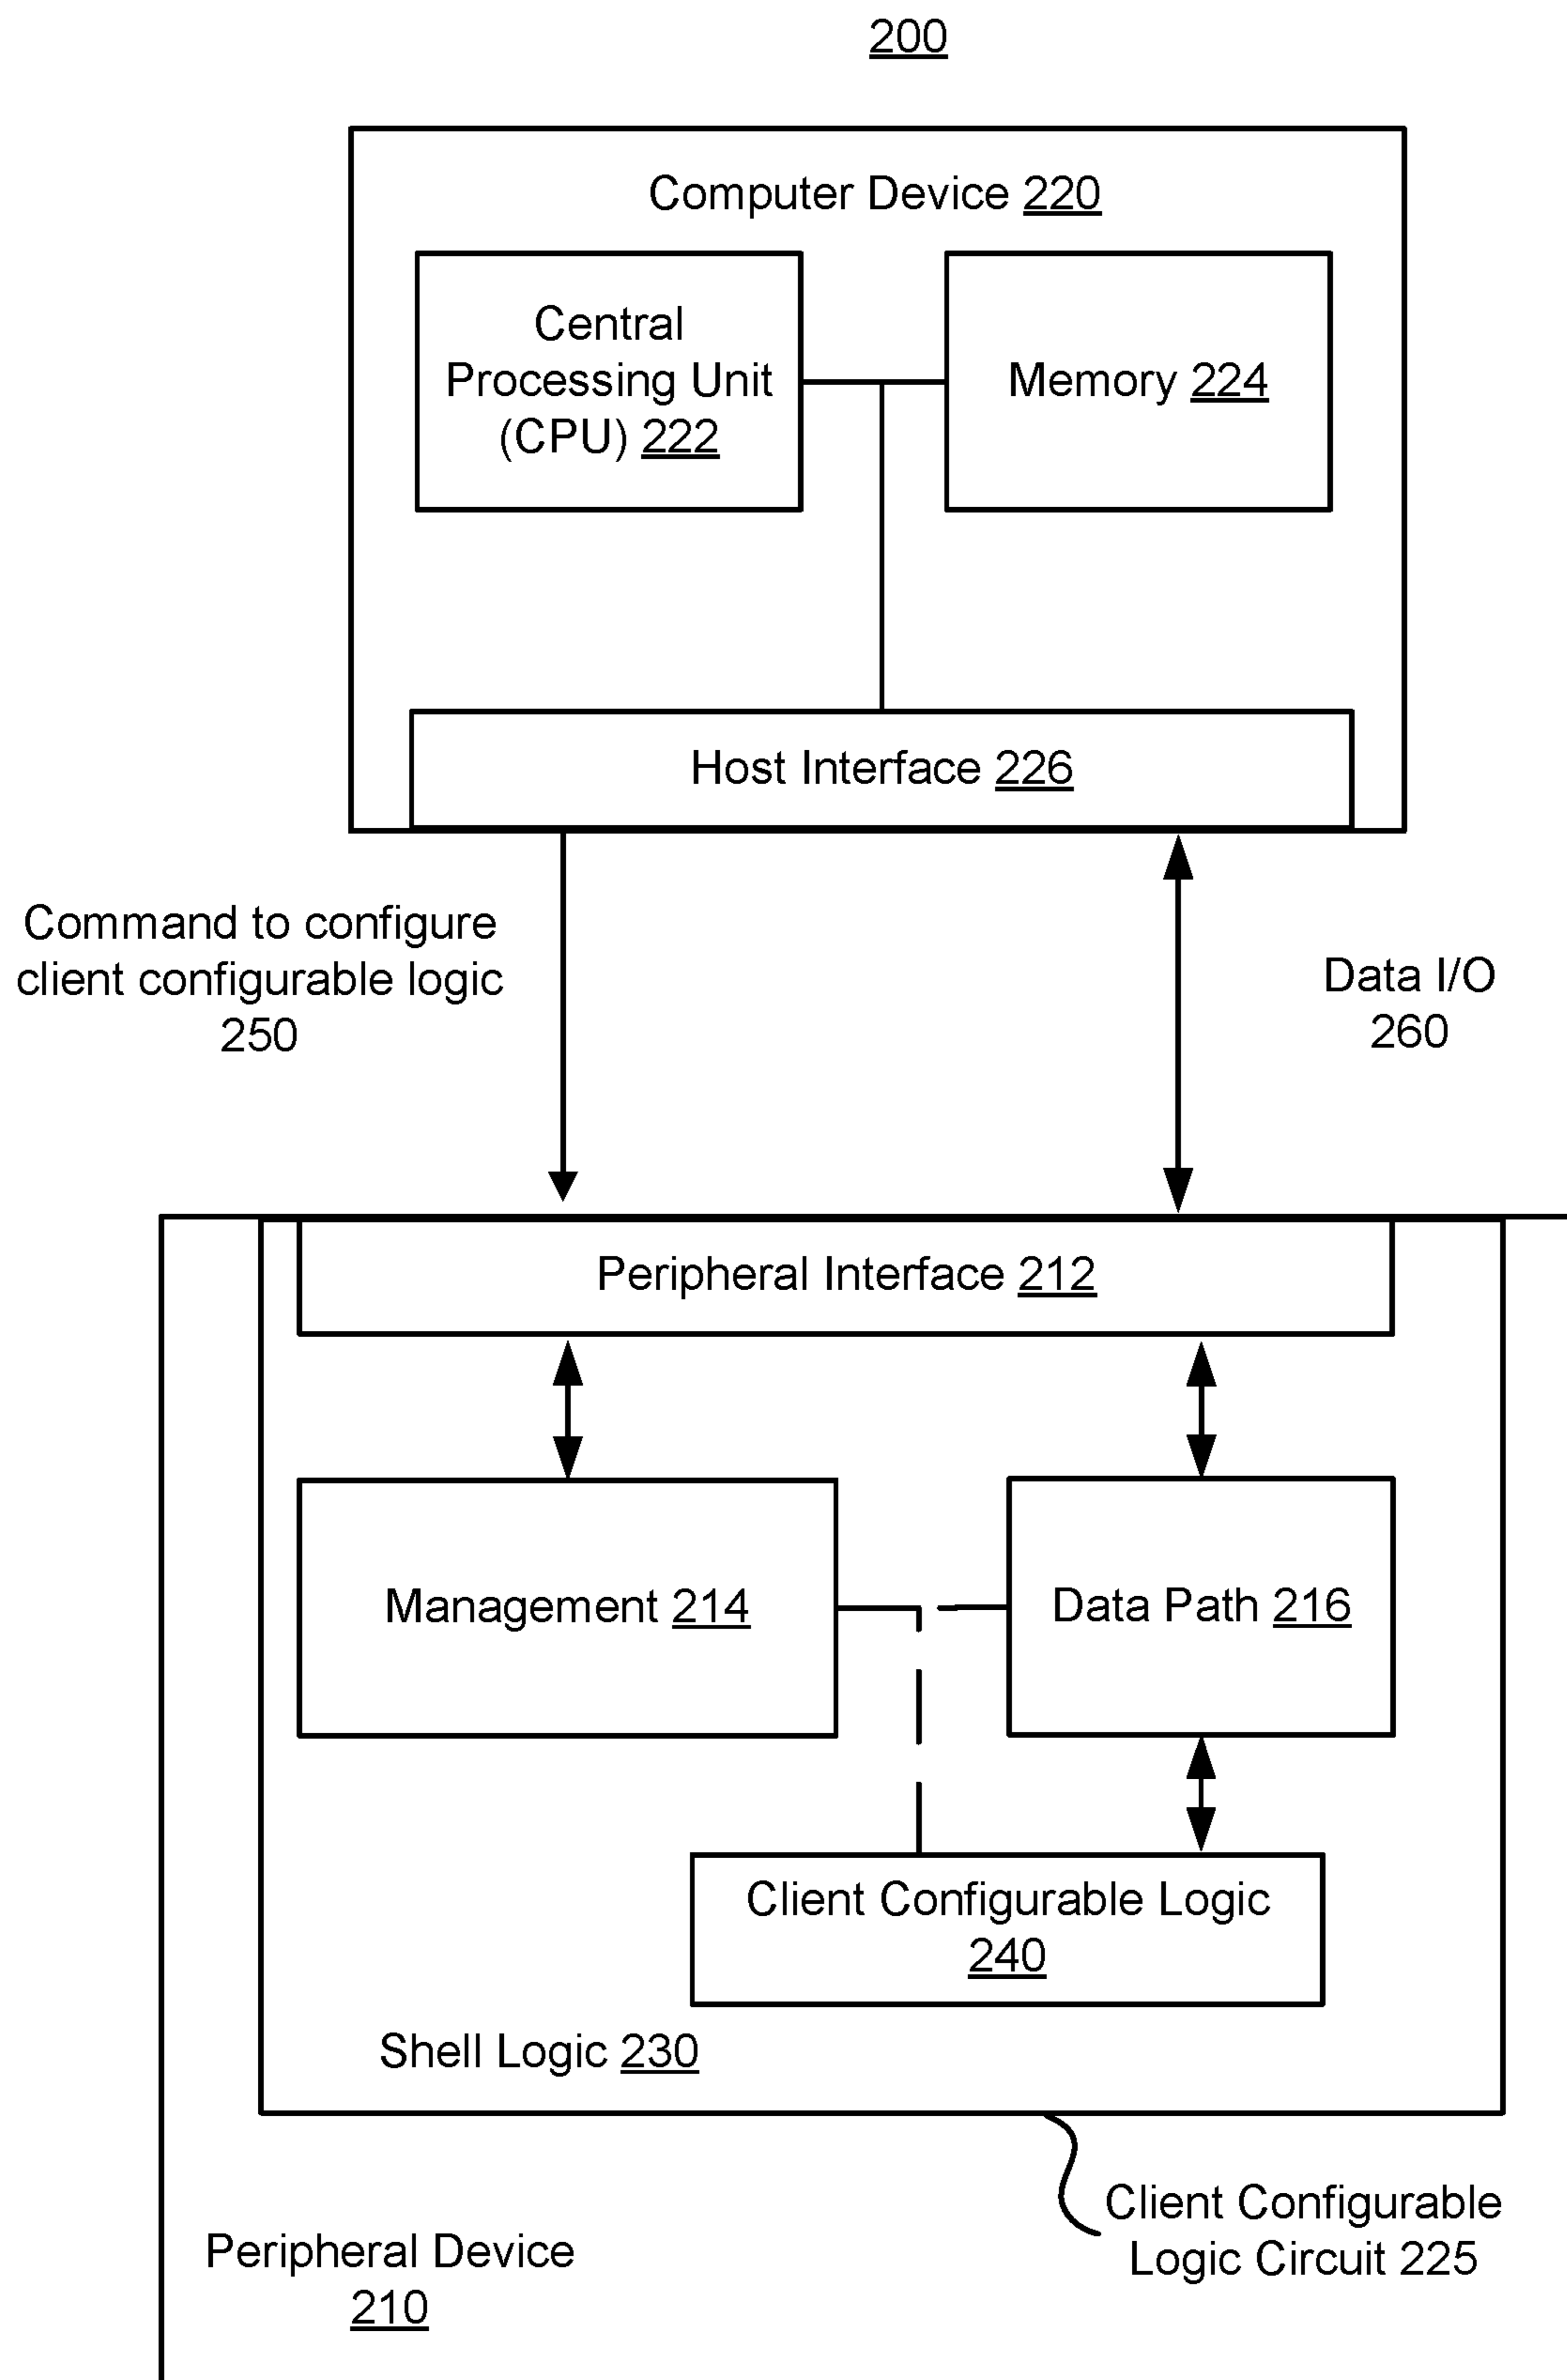 200
Computer Device 220
Central
Processing Unit
(CPU) 222
Memory 224
Host Interface 226
Command to configure
client configurable logic
250
Data I/O
260
Peripheral Interface 212
Management 214
Data Path 216
Client Configurable Logic
240
Shell Logic 230
Client Configurable
Logic Circuit 225
Peripheral Device
210